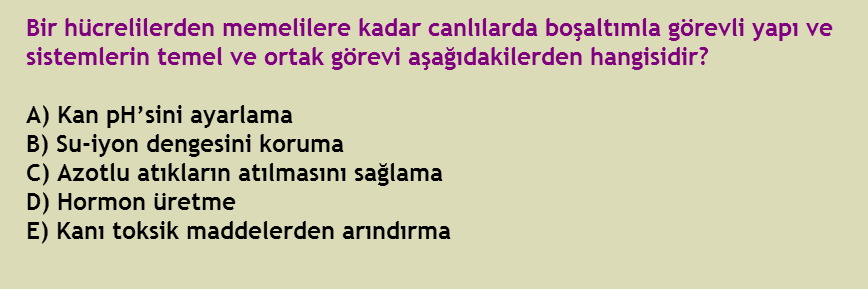 Bir hücrelilerden memelilere kadar canlılarda boşaltımla görevli yapı ve
sistemlerin temel ve ortak görevi aşağıdakilerden hangisidir?
A) Kan pH’sini ayarlama
B) Su-iyon dengesini koruma
C) Azotlu atıkların atılmasını sağlama
D) Hormon üretme
E) Kanı toksik maddelerden arındırma